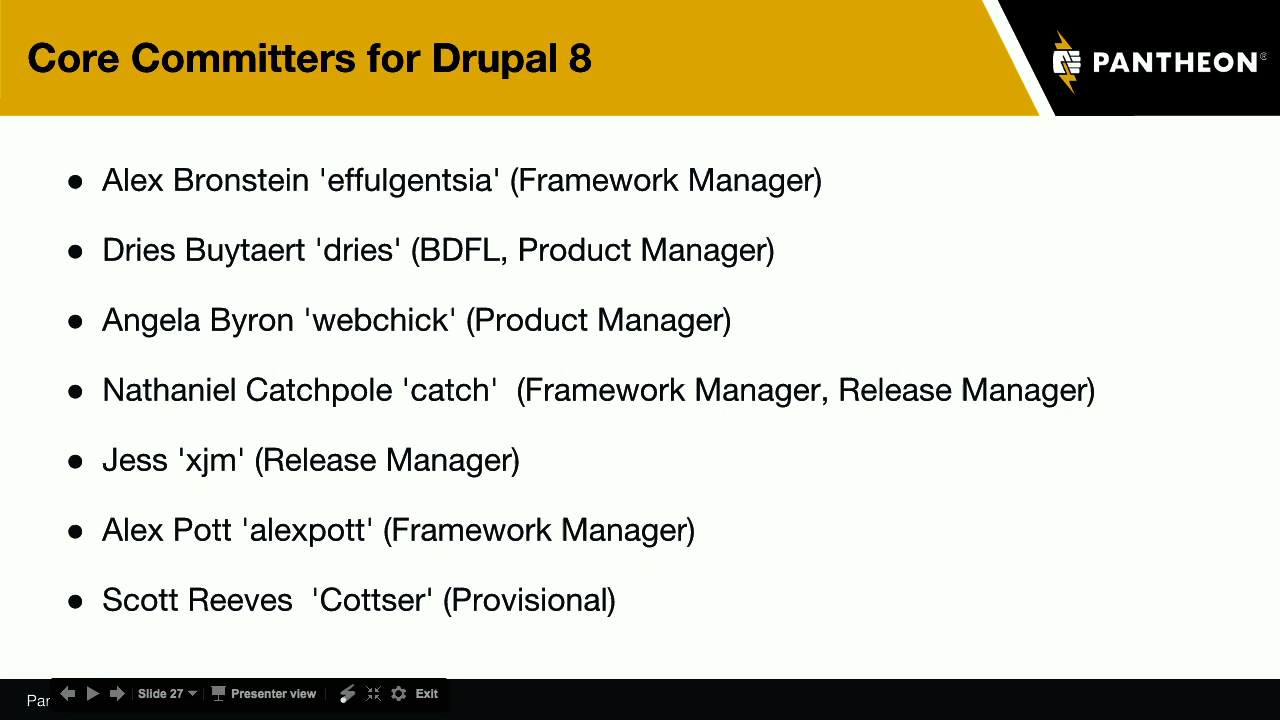 Core Committers for Drupal 8
PANTHEON®
● Alex Bronstein 'effulgentsia' (Framework Manager)
● Dries Buytaert 'dries' (BDFL, Product Manager)
● Angela Byron 'webchick' (Product Manager)
● Nathaniel Catchpole 'catch'  (Framework Manager, Release Manager)
● Jess 'xjm' (Release Manager)
● Alex Pott 'alexpott' (Framework Manager)
● Scott Reeves  'Cottser' (Provisional)
Par Slide 27 Presenter view Exit